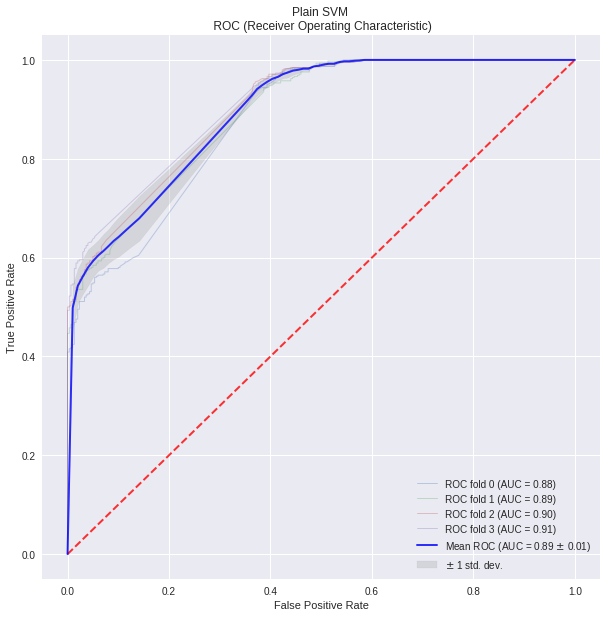 Plain SVM
ROC (Receiver Operating Characteristic)
1.0
0.8
0.6
0.4
0.2
0.0
True Positive Rate
ROC fold 0 (AUC = 0.88)
ROC fold 1 (AUC = 0.89)
ROC fold 2 (AUC = 0.90)
ROC fold 3 (AUC = 0.91)
Mean ROC (AUC = 0.89 ± 0.01)
± 1 std. dev.
0.0 0.2 0.4 0.6 0.8 1.0
False Positive Rate